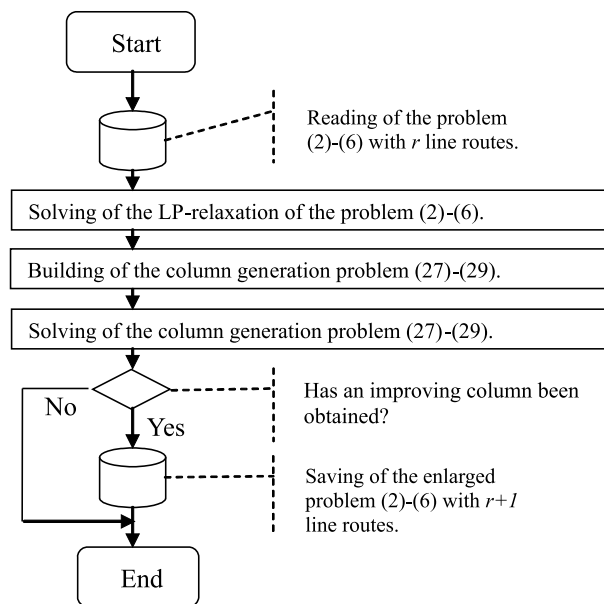 Start
Reading of the problem
(2)-(6) with r line routes.
Solving of the LP-relaxation of the problem (2)-(6).
Building of the column generation problem (27)-(29).
Solving of the column generation problem (27)-(29).
No
Has an improving column been
obtained?
Yes
Saving of the enlarged
problem (2)-(6) with r+1
line routes.
End